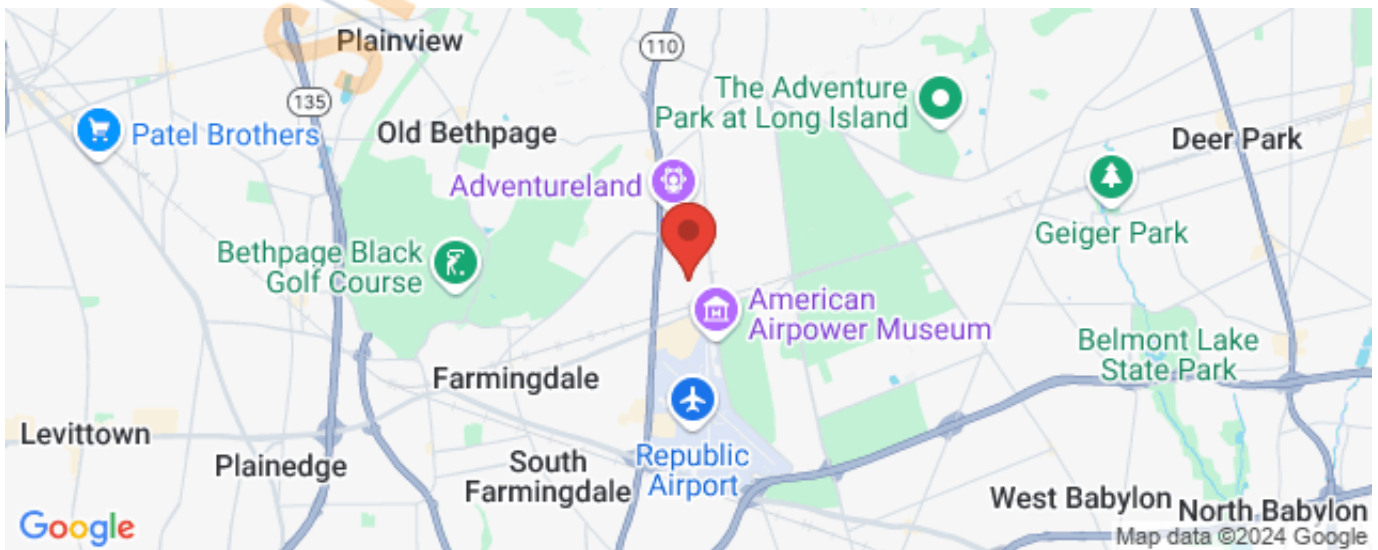 Plainview
110
The Adventure
Park at Long Island
135
Patel Brothers
Old Bethpage
Deer Park
Adventureland
Geiger Park
Bethpage Black
Golf Course
American
Airpower Museum
Belmont Lake
State Park
Farmingdale
Levittown
Plainedge
South
Farmingdale
Republic
Airport
West Babylon
North Babylon
Google
Map data ©2024 Google